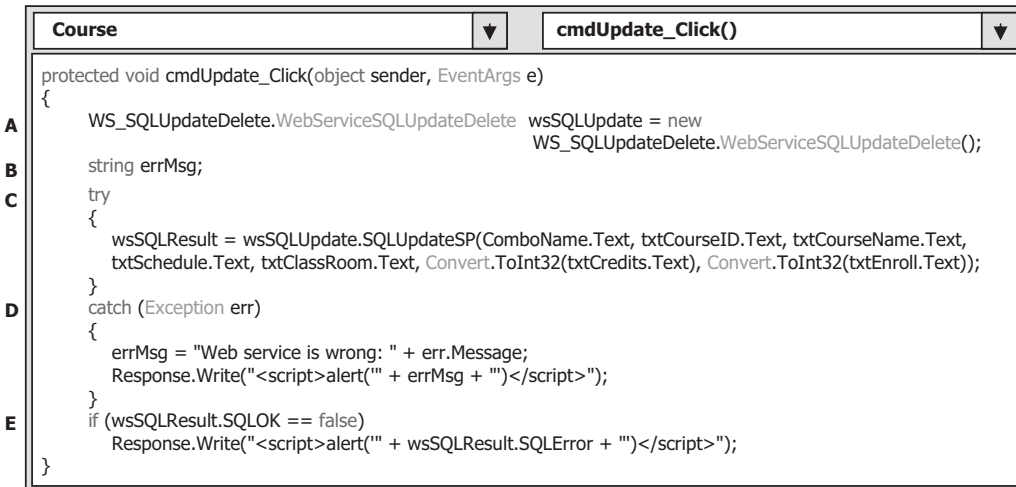 Course cmdUpdate_Click()
protected void cmdUpdate_Click(object sender, EventArgs e)
{
A WS_SQLUpdateDelete.WebServiceSQLUpdateDelete wsSQLUpdate = new
WS_SQLUpdateDelete.WebServiceSQLUpdateDelete();
B string errMsg;
C try
{
wsSQLResult = wsSQLUpdate.SQLUpdateSP(ComboName.Text, txtCourseID.Text, txtCourseName.Text,
txtSchedule.Text, txtClassRoom.Text, Convert.ToInt32(txtCredits.Text), Convert.ToInt32(txtEnroll.Text));
}
D catch (Exception err)
{
errMsg = "Web service is wrong: " + err.Message;
Response.Write("<script>alert('" + errMsg + "')</script>");
}
E if (wsSQLResult.SQLOK == false)
Response.Write("<script>alert('" + wsSQLResult.SQLError + "')</script>");
}